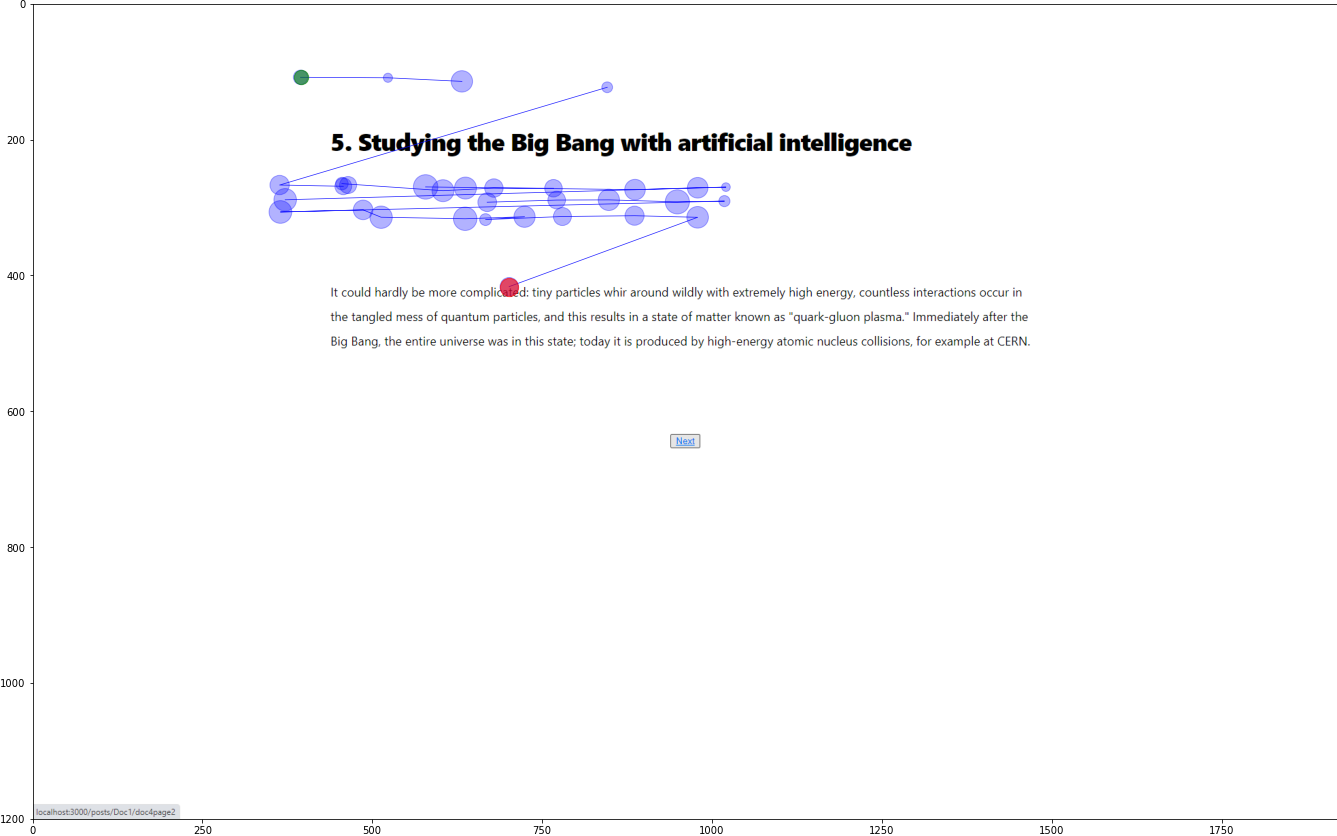 0
200
5. Studying the Big Bang with artificial intelligence
400
It could hardly be more complicated: tiny particles whir around wildly with extremely high energy, countless interactions occur in
the tangled mess of quantum particles, and this results in a state of matter known as "quark-gluon plasma." Immediately after the
Big Bang, the entire universe was in this state; today it is produced by high-energy atomic nucleus collisions, for example at CERN.
600
Next
800
1000
localhost:3000/posts/Doc1/doc4page2
1200
0 250 500 750 1000 1250 1500 1750